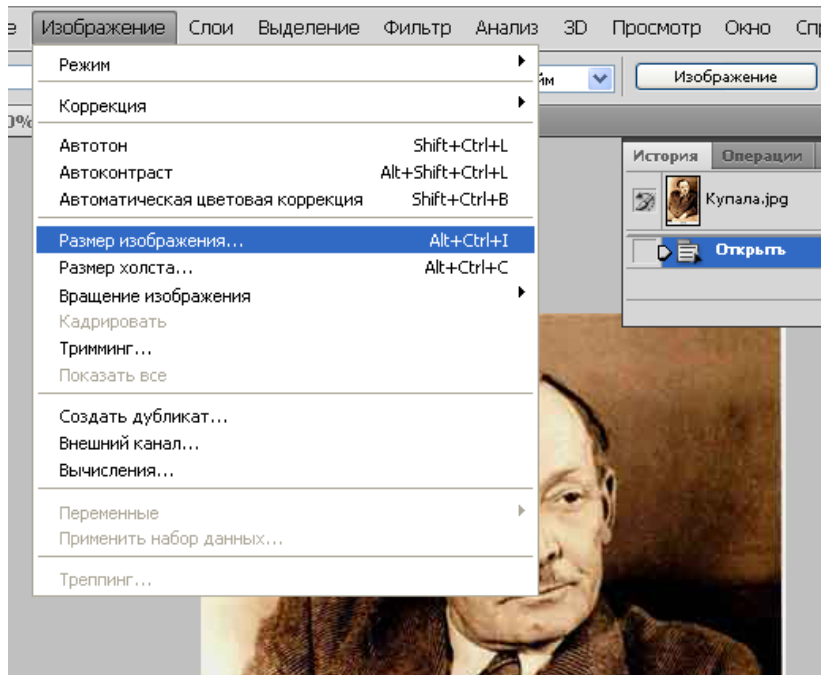 е Изображение Слои Выделение Фильтр Анализ 3D Просмотр Окно Спр
Режим
йм Изображение
Коррекция
0%
Автотон Shift+Ctrl+L
Автоконтраст Alt+Shift+Ctrl+L
Автоматическая цветовая коррекция Shift+Ctrl+B
История Операции
Купала.jpg
Размер изображения... Alt+Ctrl+I
Открыть
Размер холста... Alt+Ctrl+C
Вращение изображения
Кадрировать
Тримминг...
Показать все
Создать дубликат...
Внешний канал...
Вычисления...
Переменные
Применить набор данных...
Треппинг...